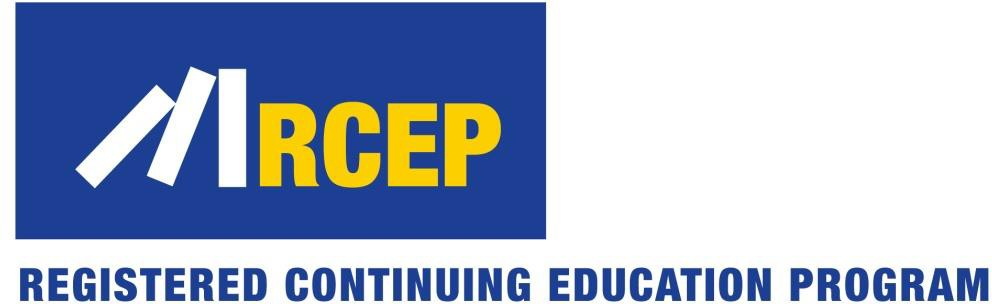 RCEP
REGISTERED CONTINUING EDUCATION PROGRAM